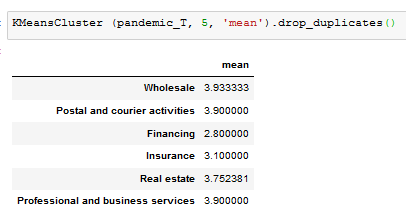 KMeansCluster (pandemic_T, 5, 'mean').drop_duplicates()
mean
Wholesale 3.933333
Postal and courier activities 3.900000
Financing 2.800000
Insurance 3.100000
Real estate 3.752381
Professional and business services 3.900000